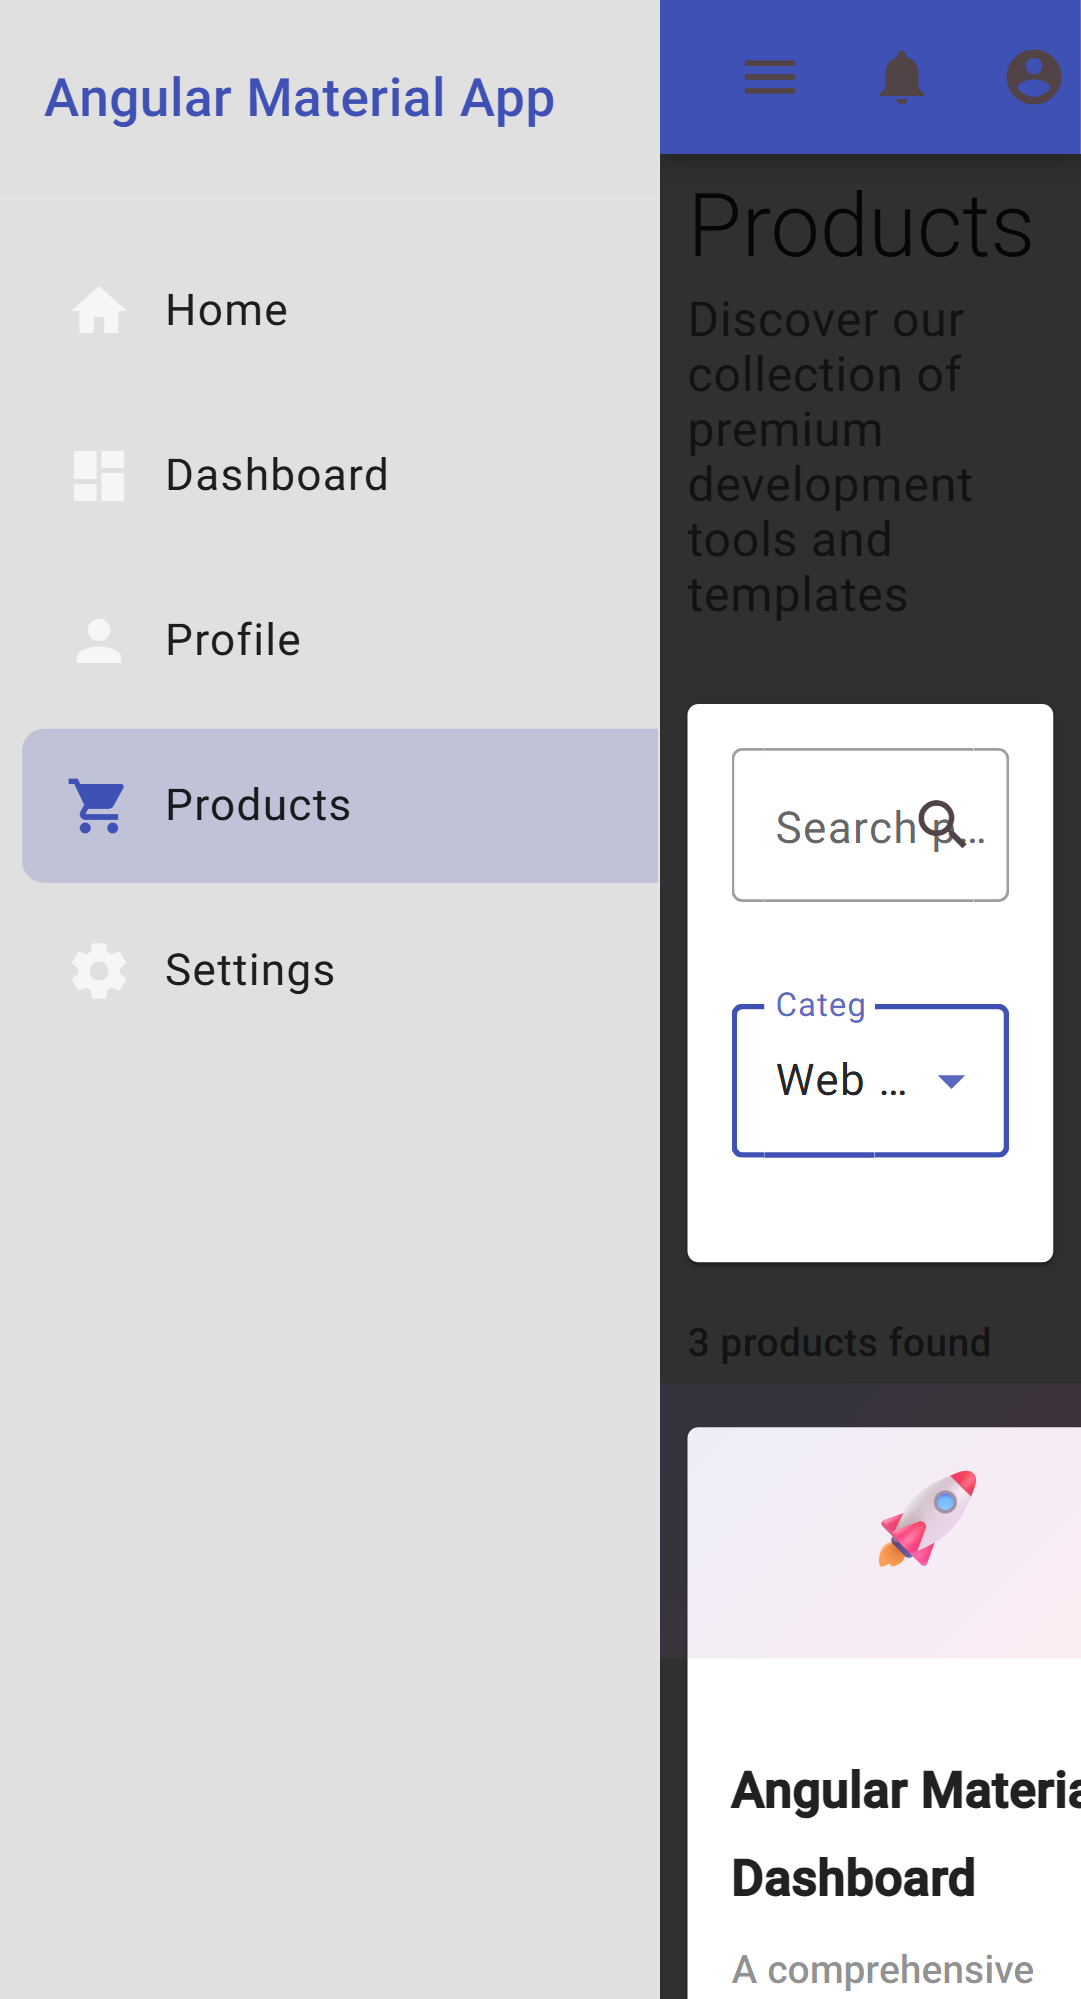 Angular Material App
Home
Dashboard
Profile
Products
Settings
Products
Discover our
collection of
premium
development
tools and
templates
Search p…
Categ
Web ...
3 products found
Angular Materia
Dashboard
A comprehensive